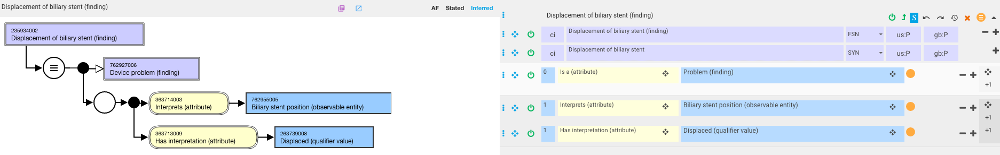 Displacement of biliary stent (finding)
AF Stated Inferred
235934002
Displacement of biliary stent (finding)
762927006
Device problem (finding)
363714003
Interprets (attribute)
762955005
Biliary stent position (observable entity)
363713009
Has interpretation (attribute)
263739008
Displaced (qualifier value)
Displacement of biliary stent (finding)
S
ci Displacement of biliary stent (finding) FSN us:P gb:P
ci Displacement of biliary stent SYN us:P gb:P
0 Is a (attribute) Problem (finding)
+1
1 Interprets (attribute) Biliary stent position (observable entity)
+1
1 Has interpretation (attribute) Displaced (qualifier value) +1